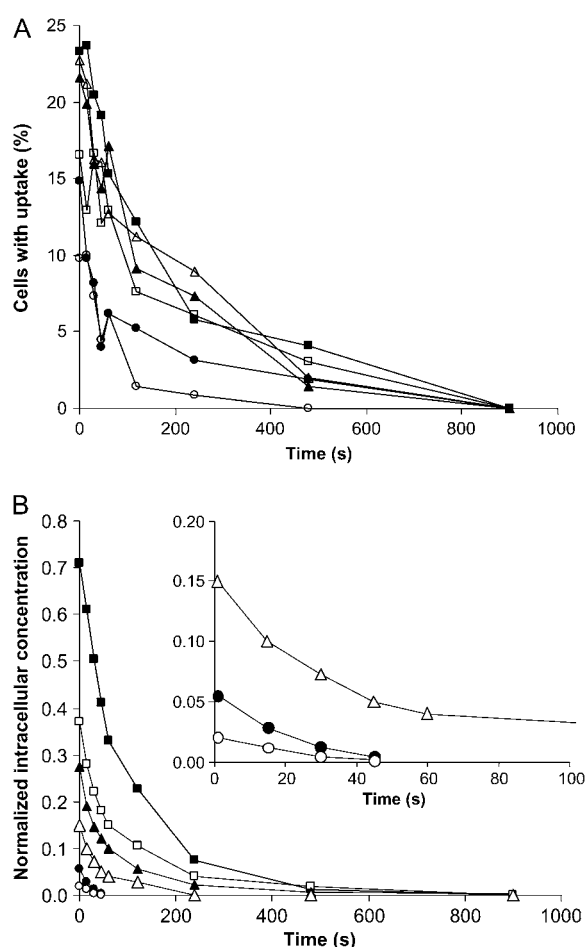 A
25
20
15
10
5
0
Cells with uptake (%)
0 200 400 600 800 1000
Time (s)
B
0.8
0.7
0.6
0.5
0.4
0.3
0.2
0.1
0.0
Normalized intracellular concentration
0 200 400 600 800 1000
Time (s)
0.20
0.15
0.10
0.05
0.00
0 20 40 60 80 100
Time (s)